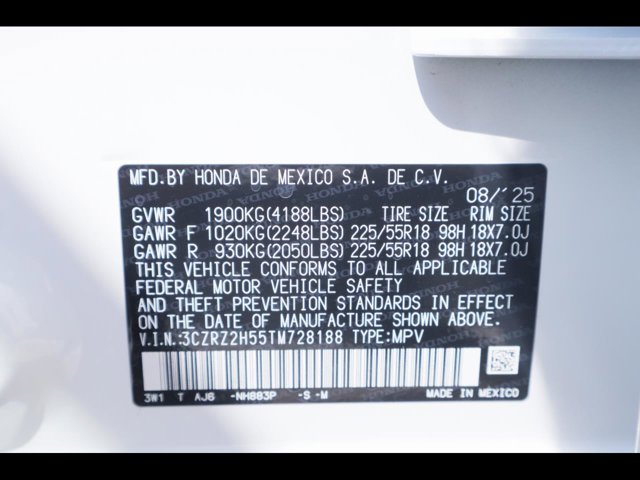 MFD.BY HONDA DE MEXICO S.A. DE C.V.
08/'25
GVWR 1900KG(4188LBS) TIRE SIZE RIM SIZE
GAWR F 1020KG(2248LBS) 225/55R18 98H 18X7.0J
GAWR R 930KG(2050LBS) 225/55R18 98H 18X7.0J
THIS VEHICLE CONFORMS TO ALL APPLICABLE
FEDERAL MOTOR VEHICLE SAFETY
AND THEFT PREVENTION STANDARDS IN EFFECT
ON THE DATE OF MANUFACTURE SHOWN ABOVE.
V.I.N.:3CZRZ2H55TM728188 TYPE:MPV
3W1 T AJ6 -NH883P -S -M MADE IN MEXICO